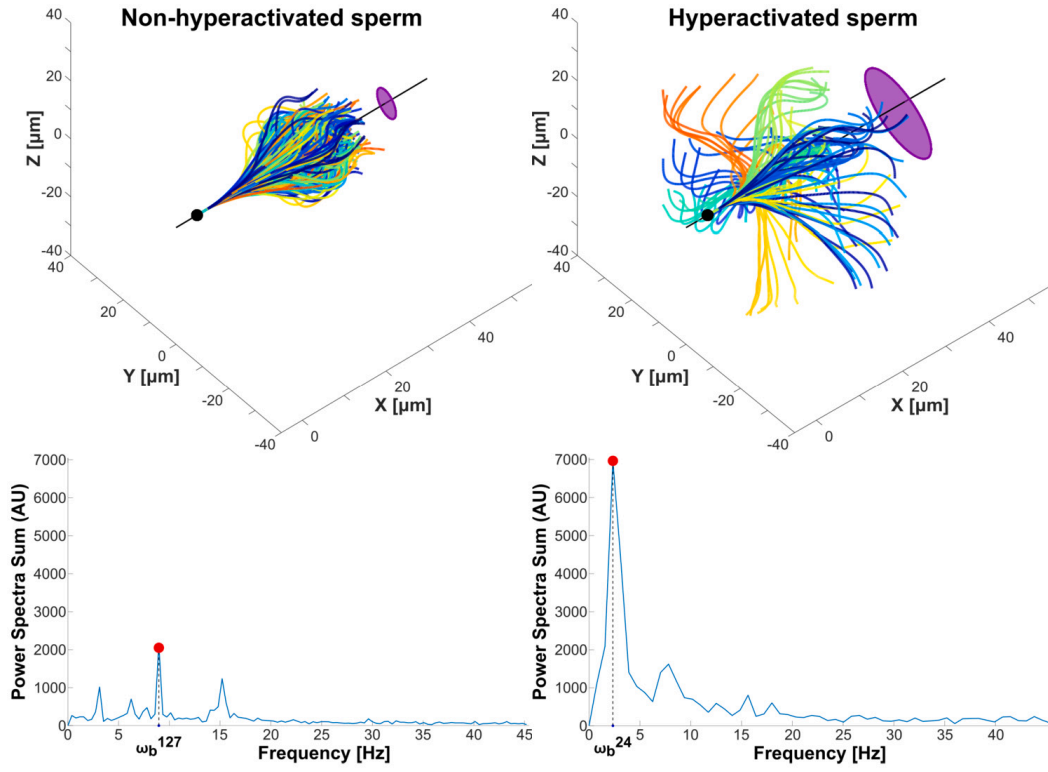 Non-hyperactivated sperm
Hyperactivated sperm
40
20
0
-20
-40
Z [µm]
40
20
0
-20
-40
Y [µm]
0
20
40
X [µm]
40
20
0
-20
-40
Z [µm]
40
20
0
-20
-40
Y [µm]
0
20
40
X [µm]
7000
6000
5000
4000
3000
2000
1000
0
Power Spectra Sum (AU)
0 5 10 15 20 25 30 35 40 45
ω_b^127
Frequency [Hz]
7000
6000
5000
4000
3000
2000
1000
0
Power Spectra Sum (AU)
0 5 10 15 20 25 30 35 40
ω_b^24
Frequency [Hz]